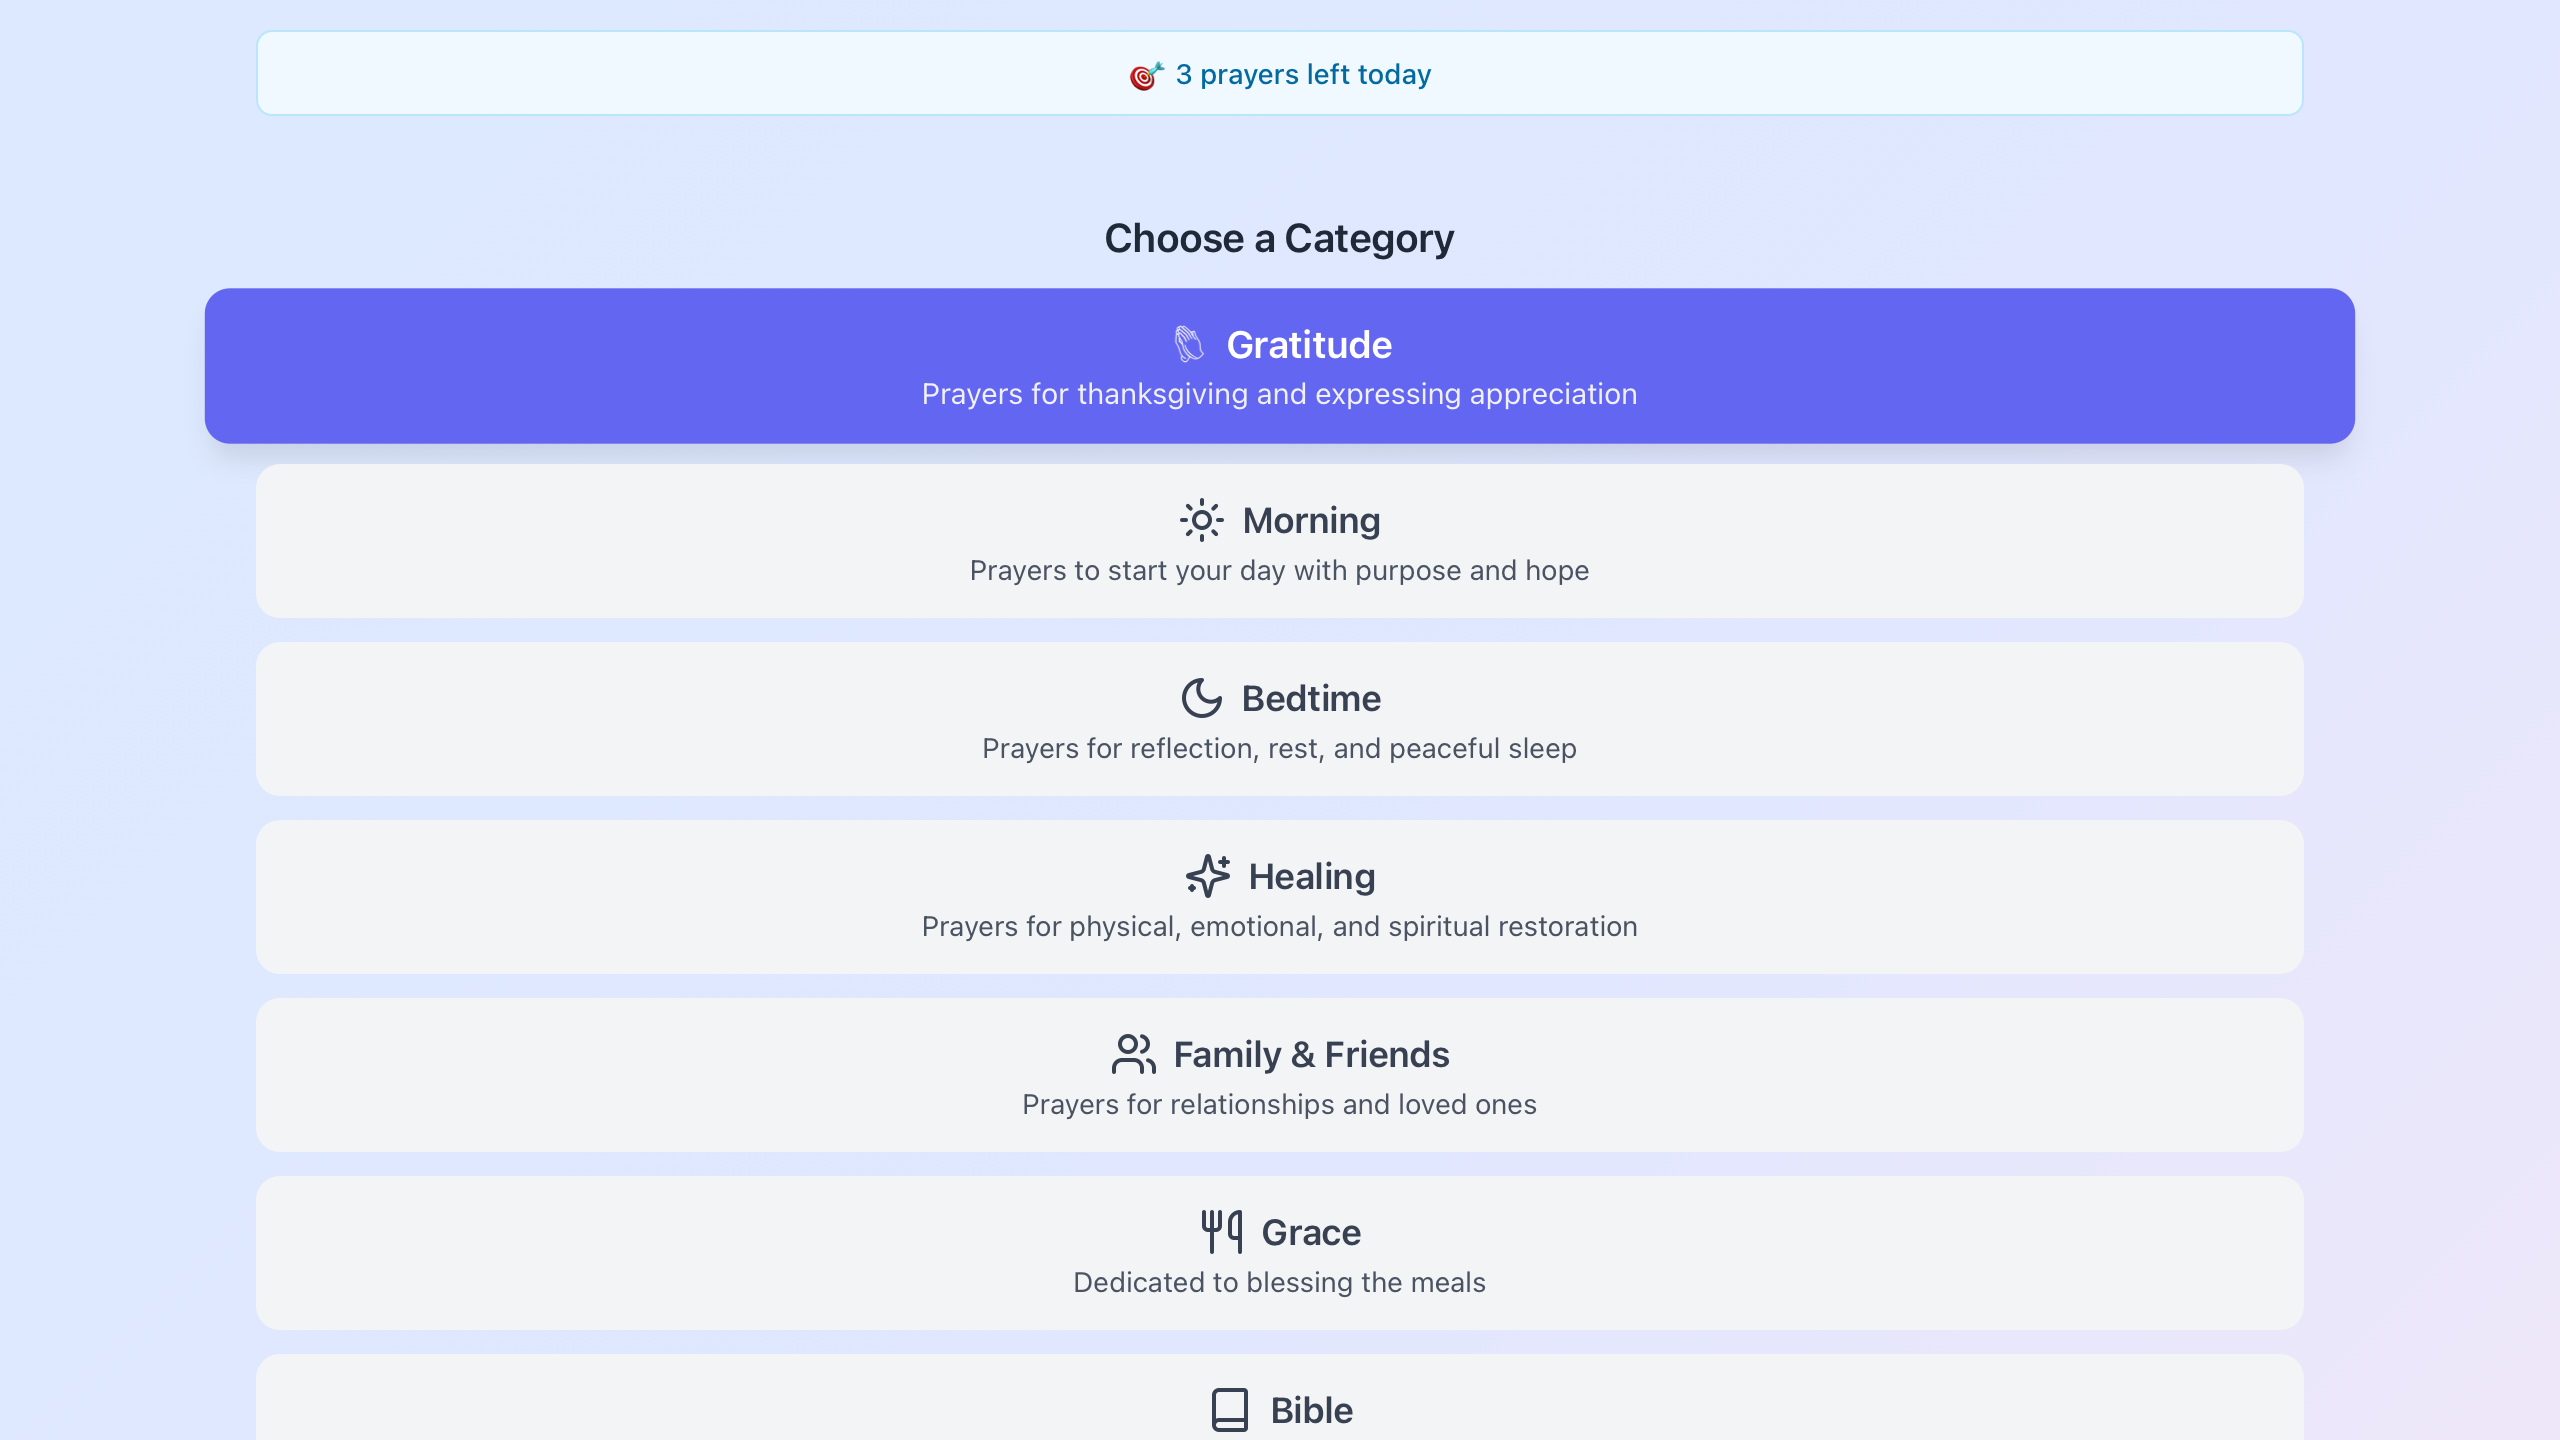 3 prayers left today
Choose a Category
Gratitude
Prayers for thanksgiving and expressing appreciation
Morning
Prayers to start your day with purpose and hope
Bedtime
Prayers for reflection, rest, and peaceful sleep
Healing
Prayers for physical, emotional, and spiritual restoration
Family & Friends
Prayers for relationships and loved ones
Grace
Dedicated to blessing the meals
Bible